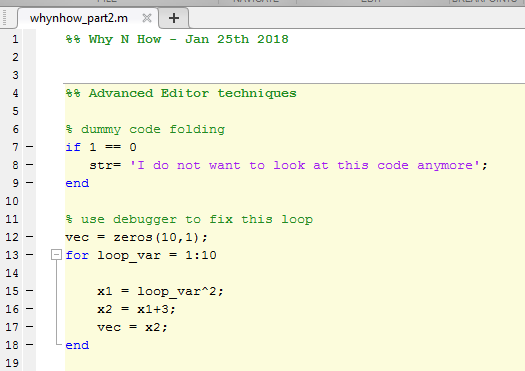 whynhow_part2.m
1 %% Why N How - Jan 25th 2018
2
3
4 %% Advanced Editor techniques
5
6 % dummy code folding
7 – if 1 == 0
8 – str= 'I do not want to look at this code anymore';
9 – end
10
11 % use debugger to fix this loop
12 – vec = zeros(10,1);
13 – for loop_var = 1:10
14
15 – x1 = loop_var^2;
16 – x2 = x1+3;
17 – vec = x2;
18 – end
19